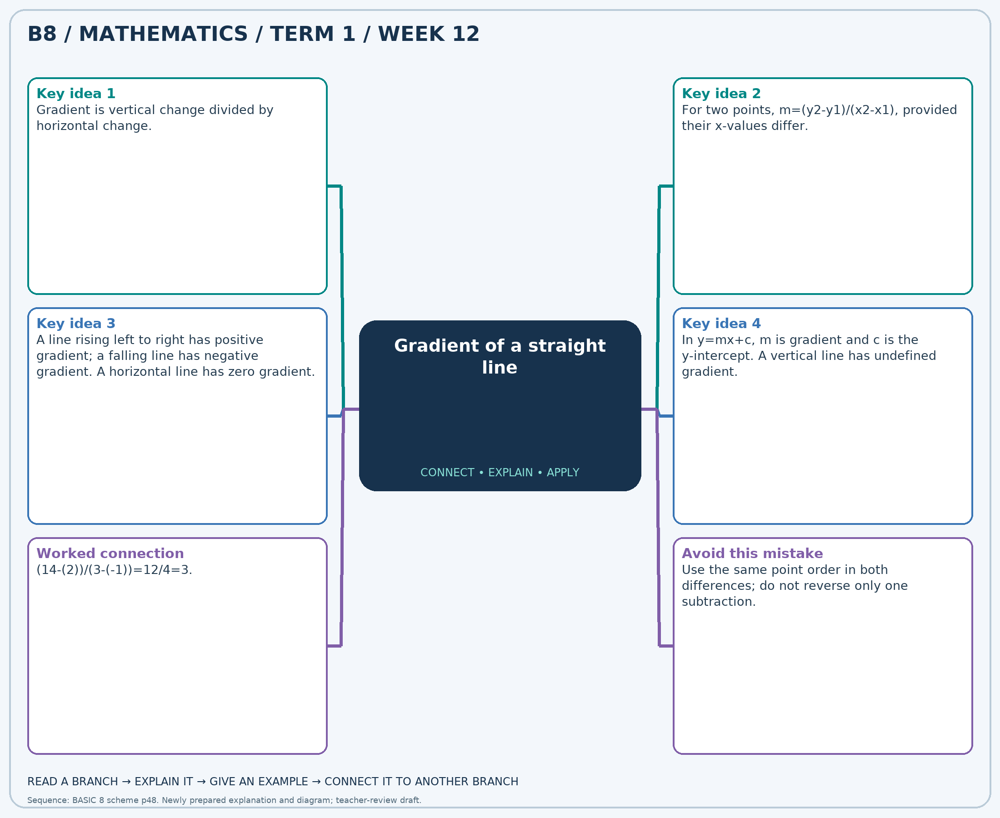 B8 / MATHEMATICS / TERM 1 / WEEK 12
Key idea 1
Gradient is vertical change divided by
horizontal change.
Key idea 2
For two points, m=(y2-y1)/(x2-x1), provided
their x-values differ.
Key idea 3
A line rising left to right has positive
gradient; a falling line has negative
gradient. A horizontal line has zero gradient.
Gradient of a straight
line
CONNECT • EXPLAIN • APPLY
Key idea 4
In y=mx+c, m is gradient and c is the
y-intercept. A vertical line has undefined
gradient.
Worked connection
(14-(2))/(3-(-1))=12/4=3.
Avoid this mistake
Use the same point order in both
differences; do not reverse only one
subtraction.
READ A BRANCH → EXPLAIN IT → GIVE AN EXAMPLE → CONNECT IT TO ANOTHER BRANCH
Sequence: BASIC 8 scheme p48. Newly prepared explanation and diagram; teacher-review draft.